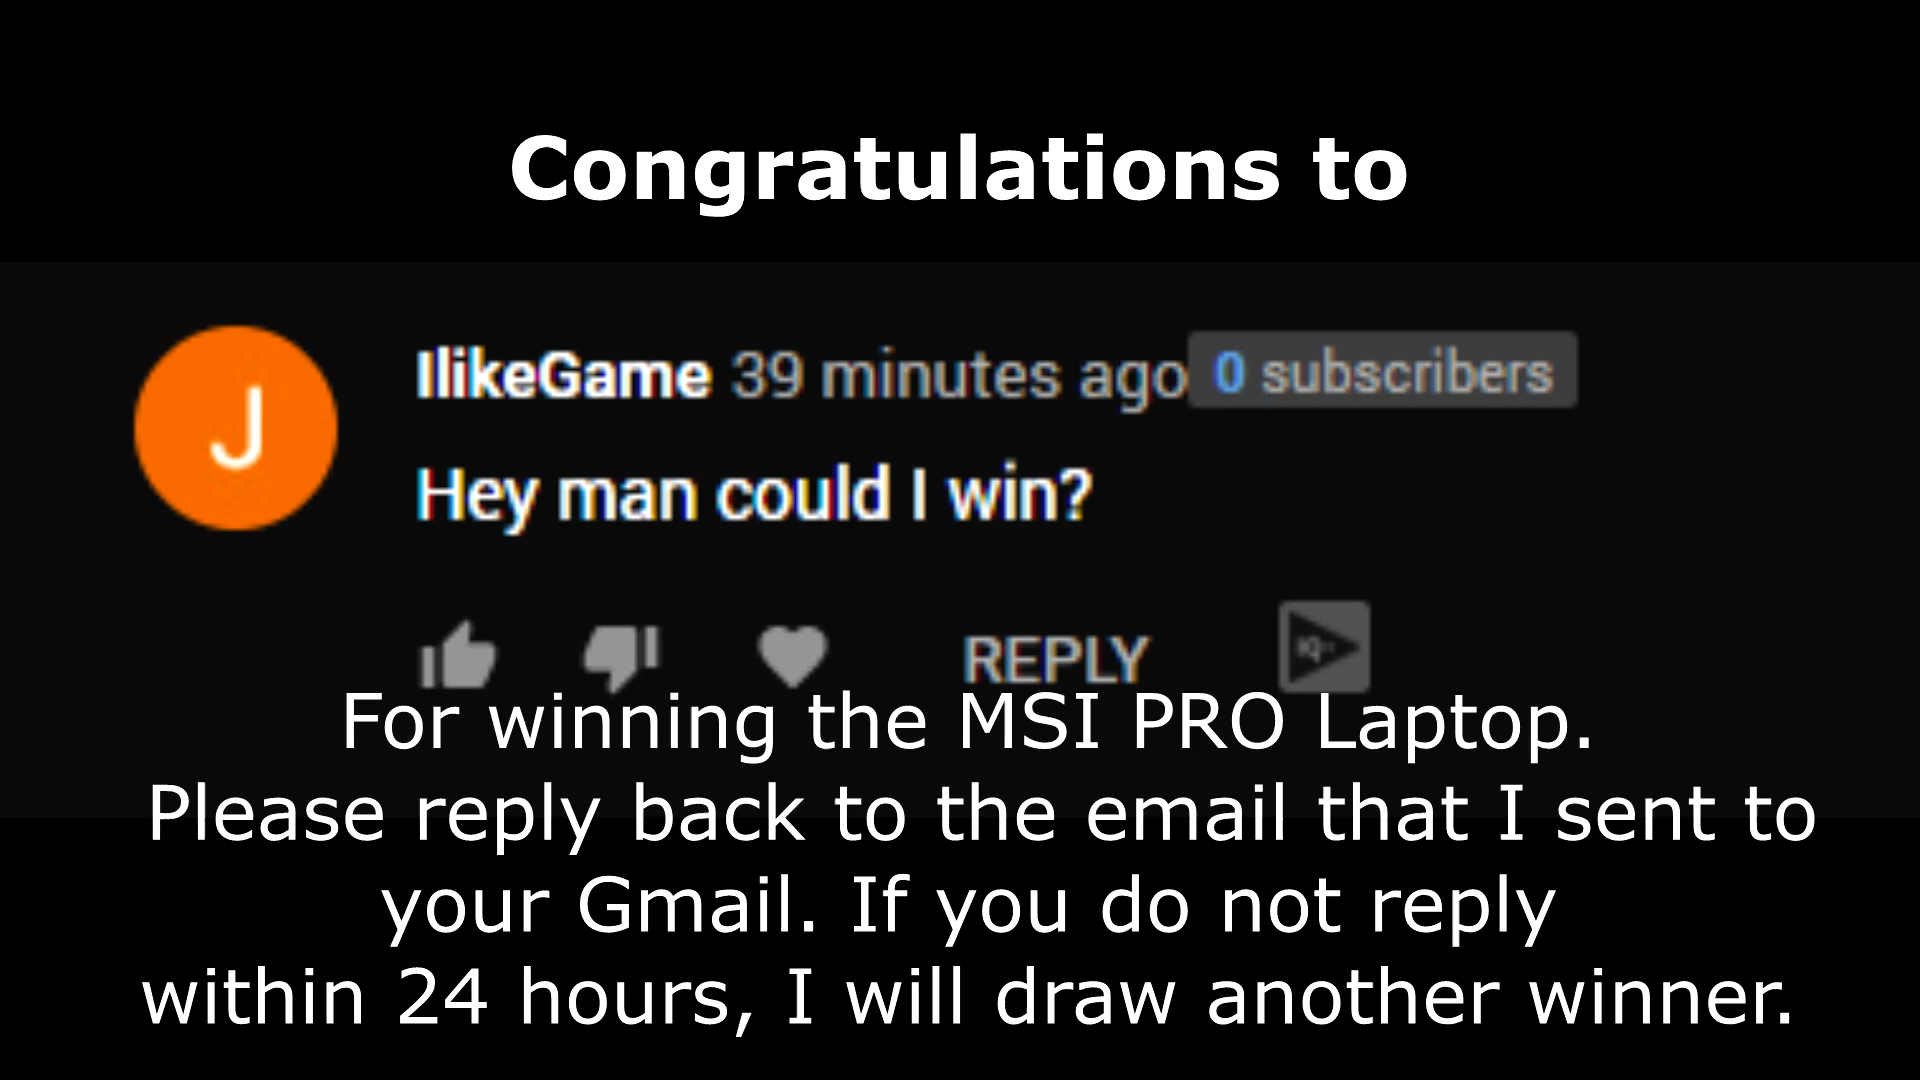 Congratulations to
J
IlikeGame 39 minutes ago 0 subscribers
Hey man could I win?
REPLY
For winning the MSI PRO Laptop.
Please reply back to the email that I sent to
your Gmail. If you do not reply
within 24 hours, I will draw another winner.